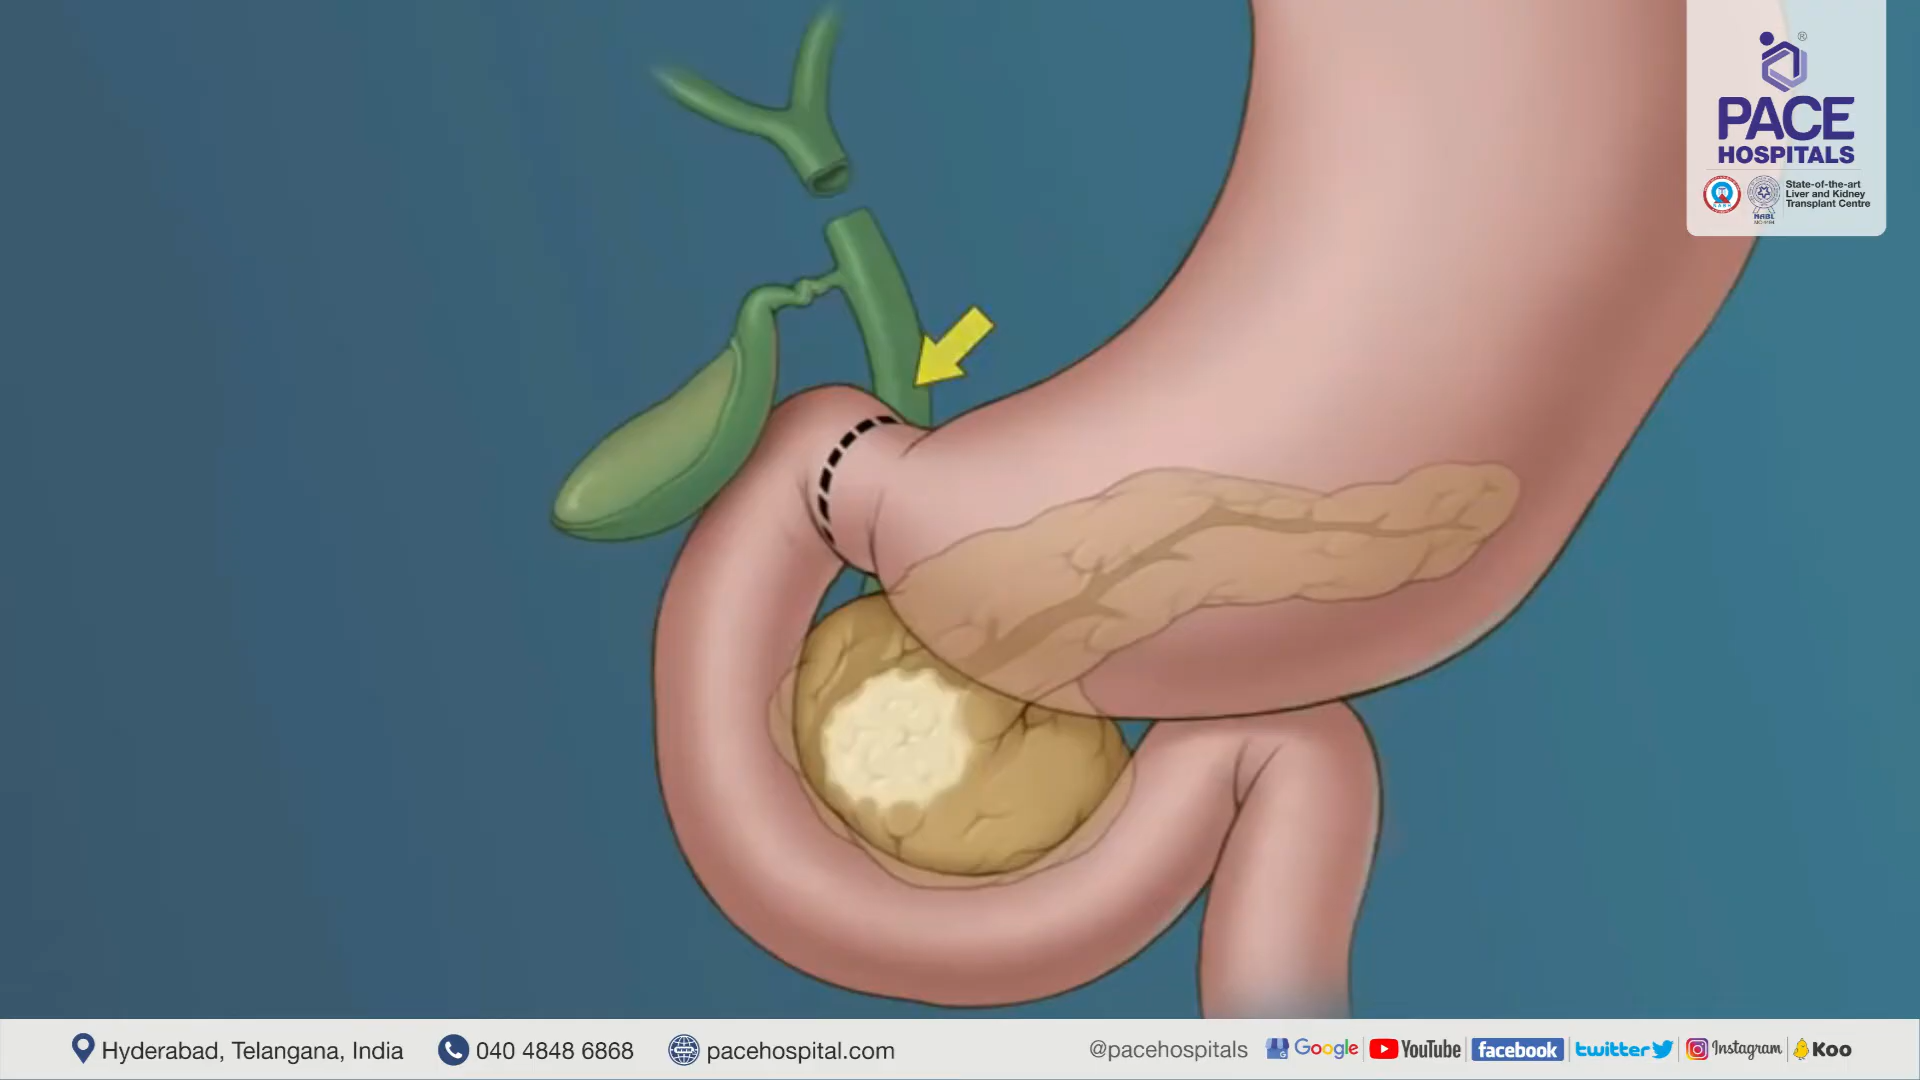 PACE
HOSPITALS
State-of-the-art
Liver and Kidney
Transplant Centre
NABL
Hyderabad, Telangana, India
040 4848 6868
pacehospital.com
@pacehospitals
Google
YouTube
facebook
twitter
Instagram
Koo